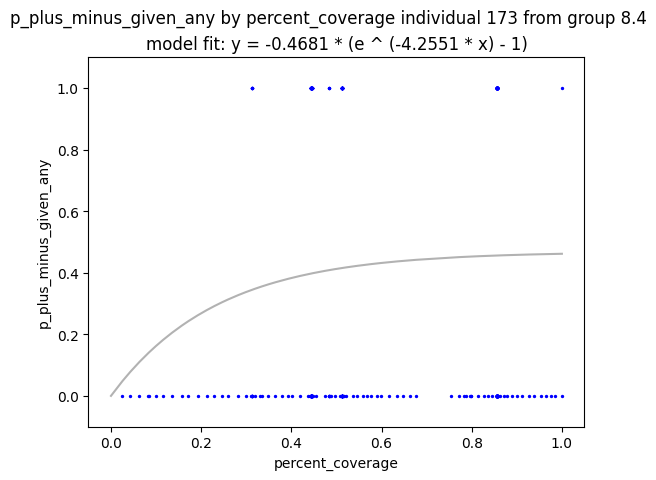 p_plus_minus_given_any by percent_coverage individual 173 from group 8.4
model fit: y = -0.4681 * (e ^ (-4.2551 * x) - 1)
1.0
0.8
0.6
0.4
0.2
0.0
p_plus_minus_given_any
0.0 0.2 0.4 0.6 0.8 1.0
percent_coverage